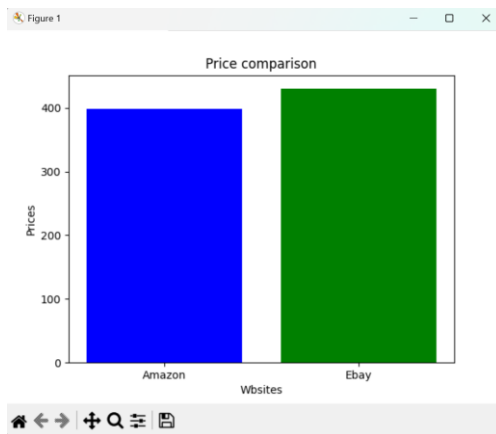 Figure 1
Price comparison
400
300
200
100
0
Prices
Amazon Ebay
Wbsites